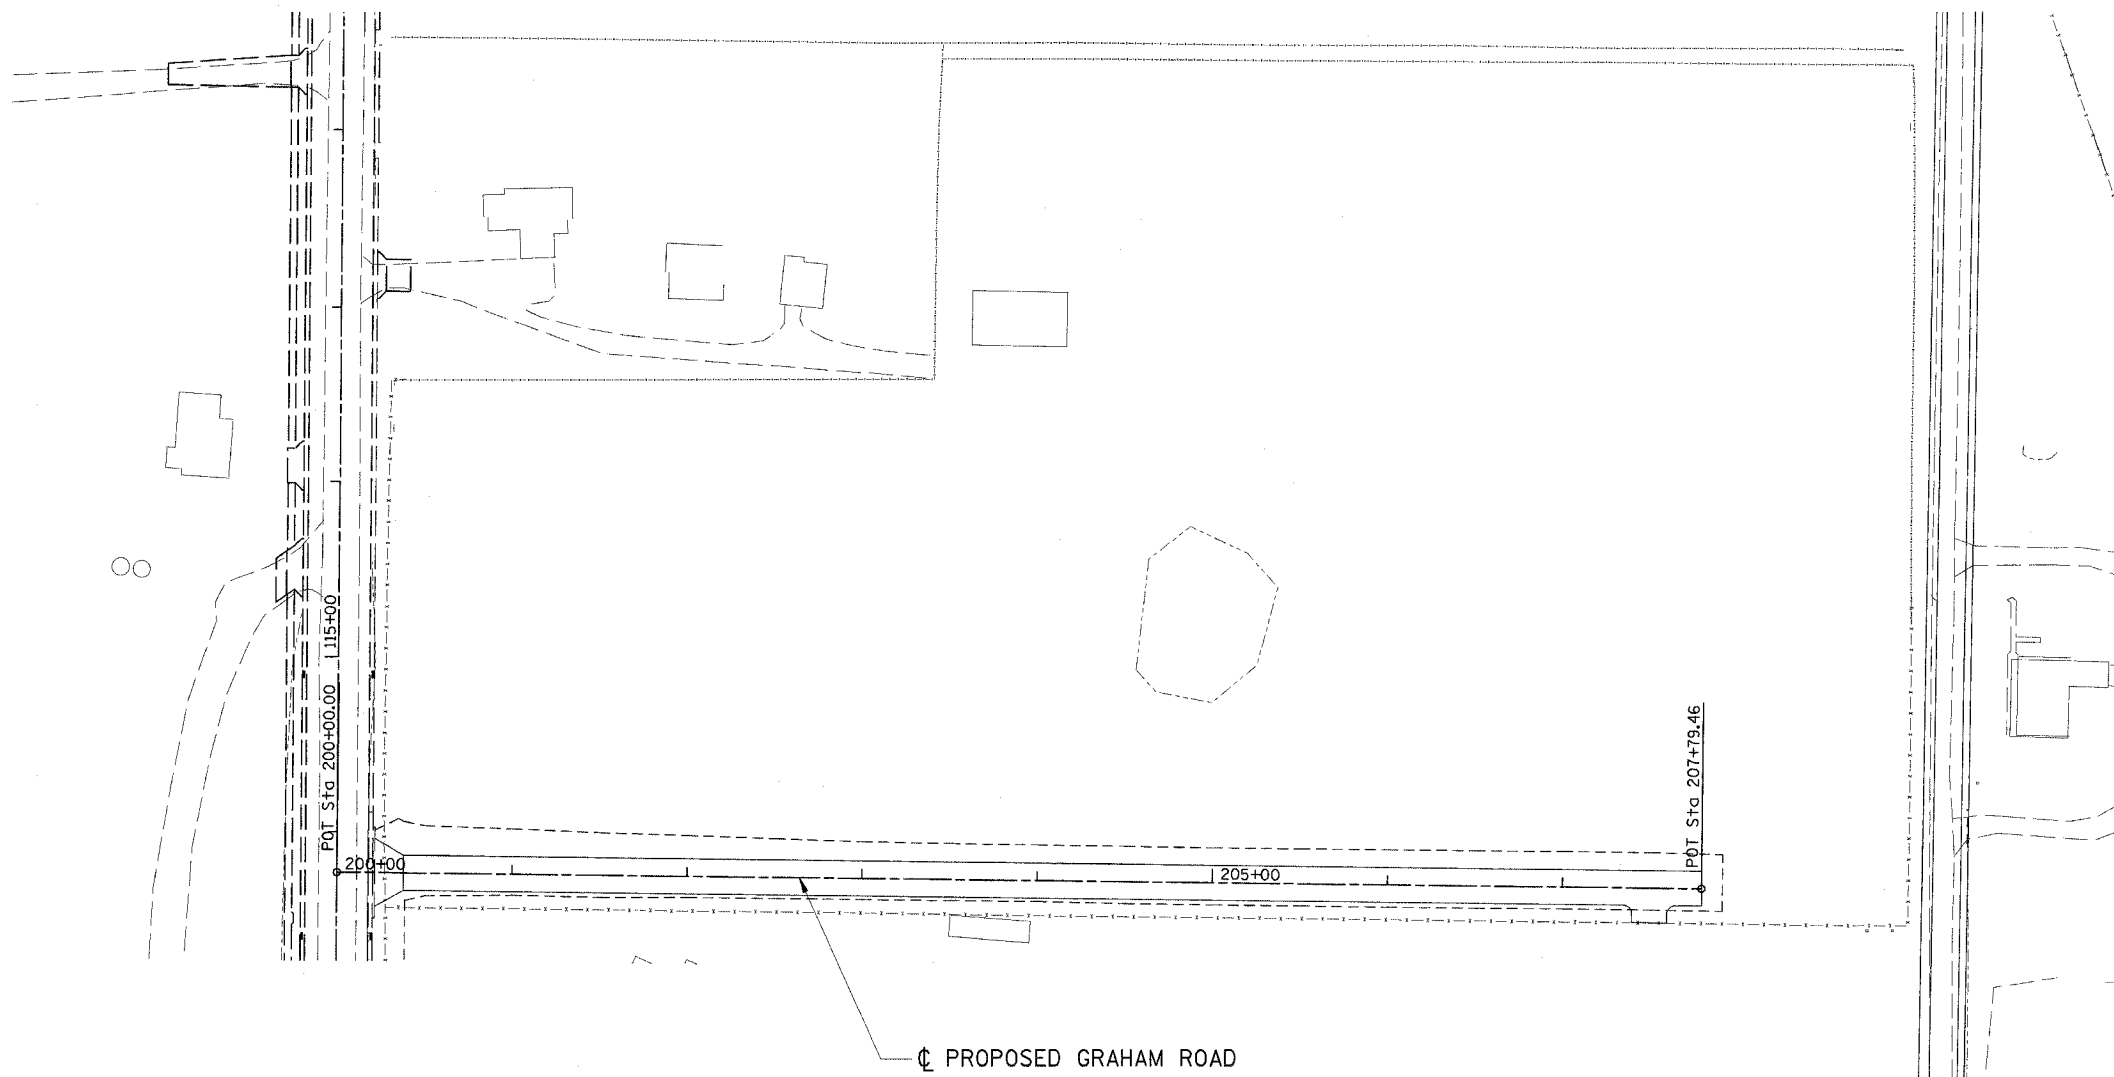 115+00
POT Sta 200+00.00
200+00
205+00
POT Sta 207+79.46
℄ PROPOSED GRAHAM ROAD